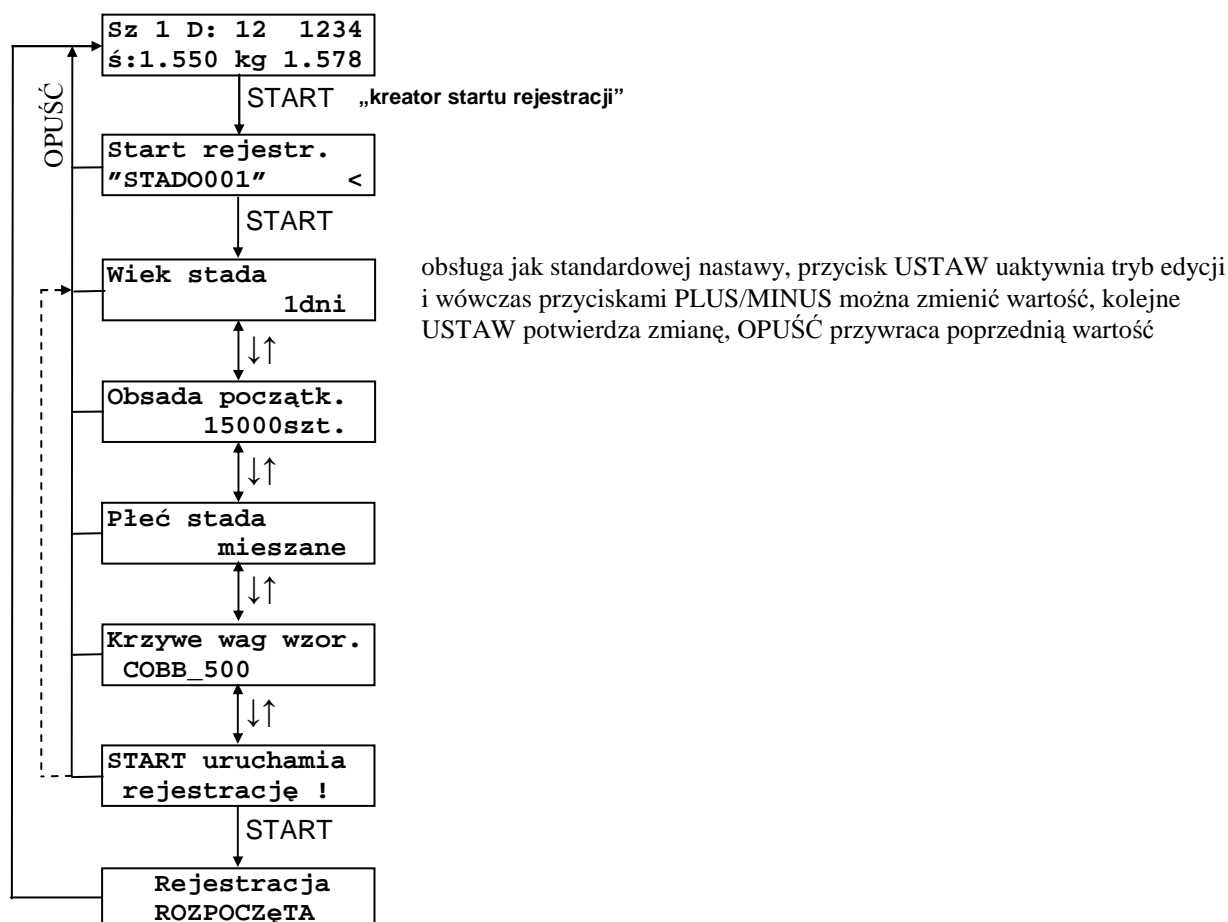 Sz 1 D: 12 1234
ś:1.550 kg 1.578
OPUŚĆ
START „kreator startu rejestracji”
Start rejestr.
"STADO001" <
START
Wiek stada
1dni
obsługa jak standardowej nastawy, przycisk USTAW uaktywnia tryb edycji
i wówczas przyciskami PLUS/MINUS można zmienić wartość, kolejne
USTAW potwierdza zmianę, OPUŚĆ przywraca poprzednią wartość
↓↑
Obsada początk.
15000szt.
↓↑
Płeć stada
mieszane
↓↑
Krzywe wag wzor.
COBB_500
↓↑
START uruchamia
rejestrację !
START
Rejestracja
ROZPOCZęTA